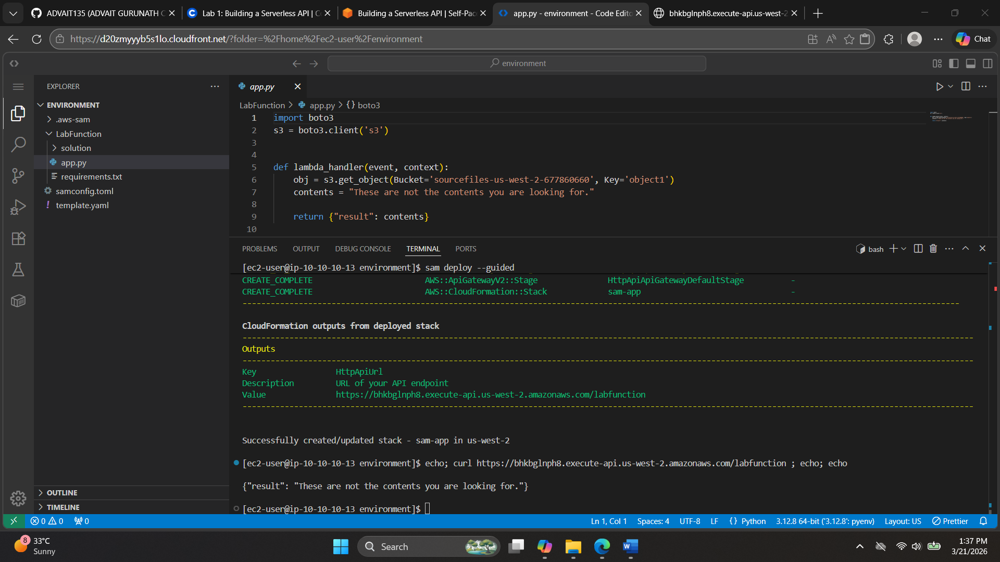 ADVAIT135 (ADVAIT GURUNATH C
Lab 1: Building a Serverless API | Co
Building a Serverless API | Self-Pac
app.py - environment - Code Edito
bhkbglnph8.execute-api.us-west-2
https://d20zmyyyb5s1lo.cloudfront.net/?folder=%2Fhome%2Fec2-user%2Fenvironment
Chat
environment
EXPLORER
ENVIRONMENT
.aws-sam
LabFunction
solution
app.py
requirements.txt
samconfig.toml
template.yaml
OUTLINE
TIMELINE
app.py
LabFunction > app.py > {} boto3
1 import boto3
2 s3 = boto3.client('s3')
3
4
5 def lambda_handler(event, context):
6 obj = s3.get_object(Bucket='sourcefiles-us-west-2-677860660', Key='object1')
7 contents = "These are not the contents you are looking for."
8
9 return {"result": contents}
10
PROBLEMS OUTPUT DEBUG CONSOLE TERMINAL PORTS
bash
[ec2-user@ip-10-10-10-13 environment]$ sam deploy --guided
CREATE_COMPLETE AWS::ApiGatewayV2::Stage HttpApiApiGatewayDefaultStage -
CREATE_COMPLETE AWS::CloudFormation::Stack sam-app -
CloudFormation outputs from deployed stack
Outputs
Key HttpApiUrl
Description URL of your API endpoint
Value https://bhkbglnph8.execute-api.us-west-2.amazonaws.com/labfunction
Successfully created/updated stack - sam-app in us-west-2
[ec2-user@ip-10-10-10-13 environment]$ echo; curl https://bhkbglnph8.execute-api.us-west-2.amazonaws.com/labfunction ; echo; echo
{"result": "These are not the contents you are looking for."}
[ec2-user@ip-10-10-10-13 environment]$
0 0 0
Ln 1, Col 1 Spaces: 4 UTF-8 LF {} Python 3.12.8 64-bit ('3.12.8': pyenv) Layout: US Prettier
8
33°C
Sunny
Search
1:37 PM
3/21/2026